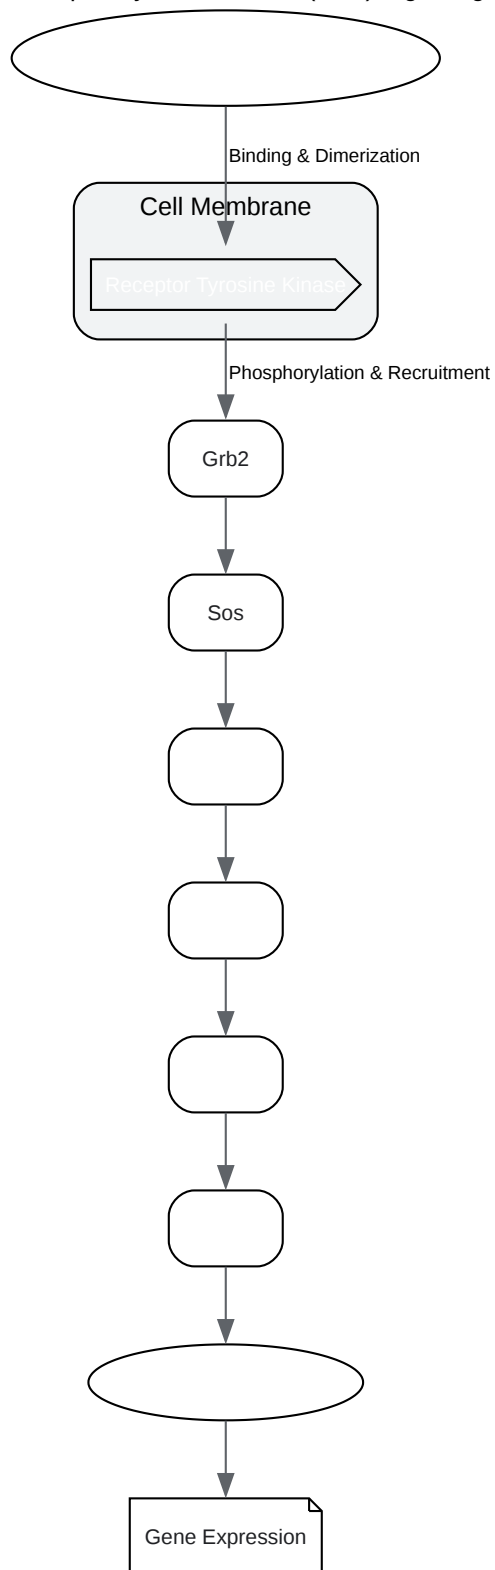 Binding & Dimerization
Cell Membrane
Receptor Tyrosine Kinase
Phosphorylation & Recruitment
Grb2
Sos
Gene Expression